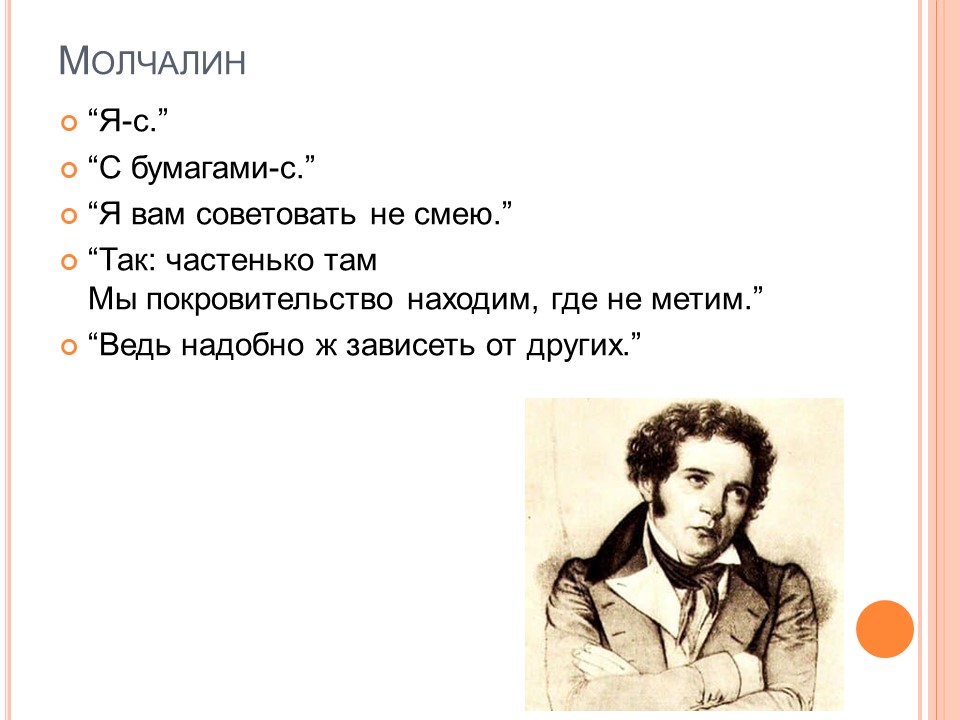 Молчалин
“Я-с.”
“С бумагами-с.”
“Я вам советовать не смею.”
“Так: частенько там
Мы покровительство находим, где не метим.”
“Ведь надобно ж зависеть от других.”